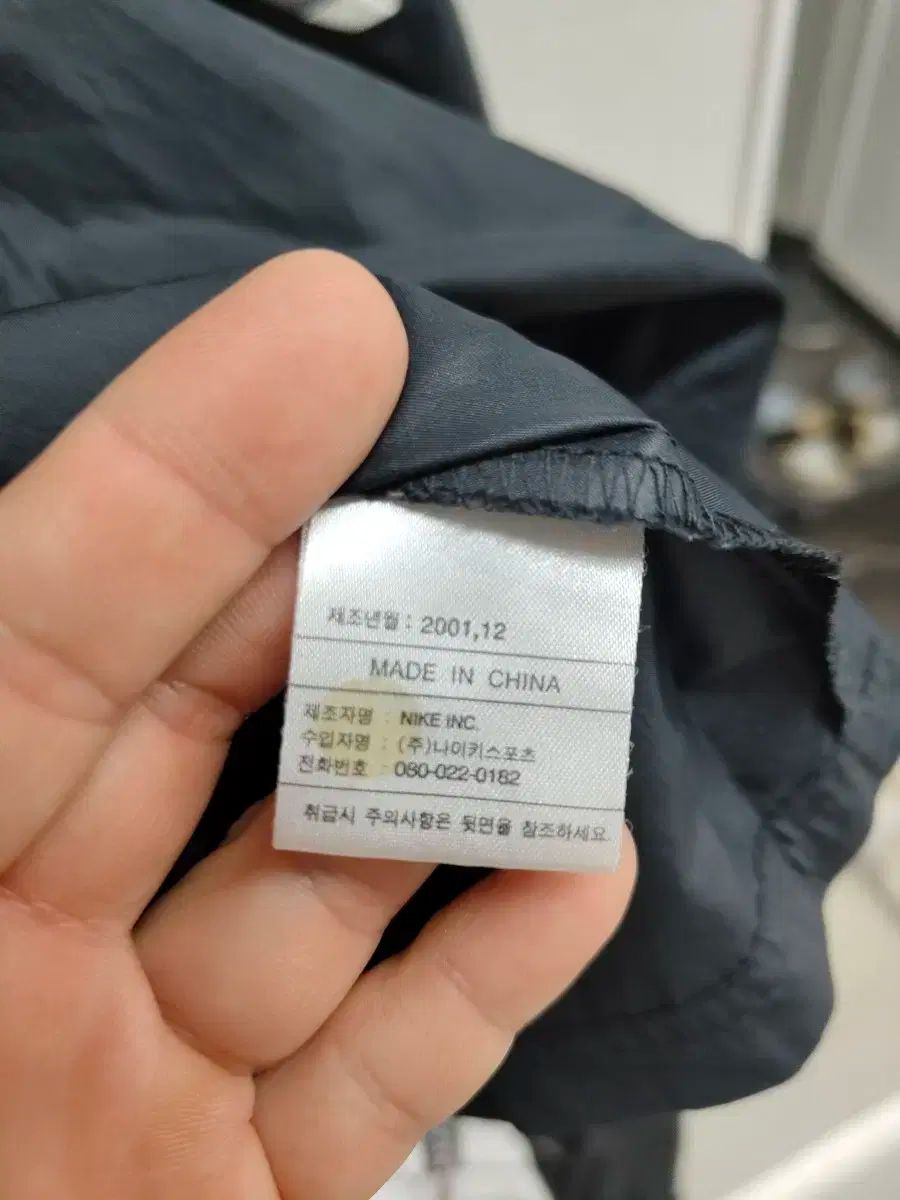 제조년월 : 2001,12
MADE IN CHINA
제조자명 : NIKE INC.
수입자명 : (주)나이키스포츠
전화번호 : 080-022-0182
취급시 주의사항은 뒷면을 참조하세요